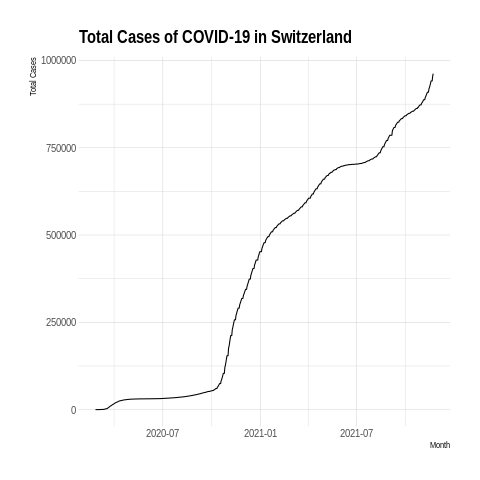 Total Cases of COVID-19 in Switzerland
Total Cases
1000000
750000
500000
250000
0
2020-07
2021-01
2021-07
Month